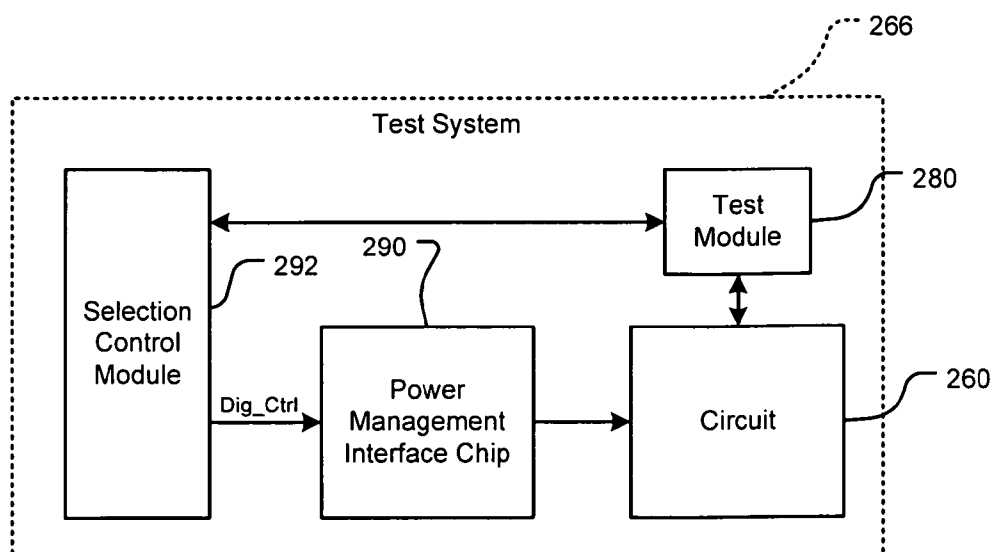 266
Test System
280
Test
Module
290
292
Selection
Control
Module
260
Dig_Ctrl
Power
Management
Interface Chip
Circuit